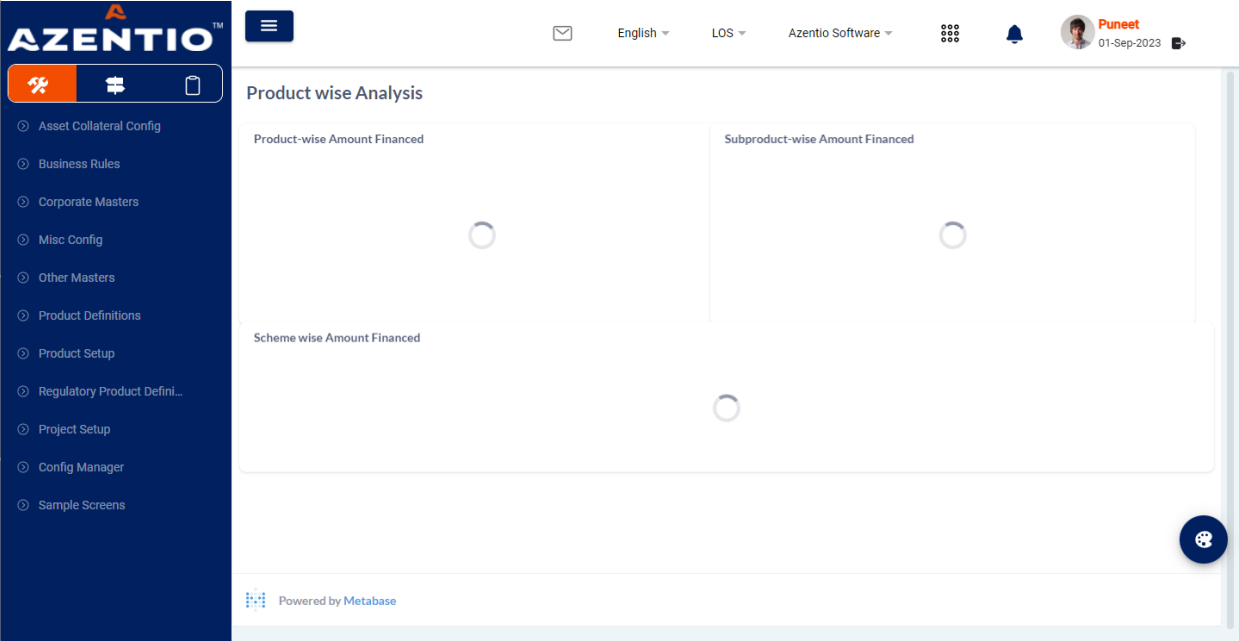 AZENTIO™
English
LOS
Azentio Software
Puneet
01-Sep-2023
Asset Collateral Config
Business Rules
Corporate Masters
Misc Config
Other Masters
Product Definitions
Product Setup
Regulatory Product Defini...
Project Setup
Config Manager
Sample Screens
Product wise Analysis
Product-wise Amount Financed
Subproduct-wise Amount Financed
Scheme wise Amount Financed
Powered by Metabase